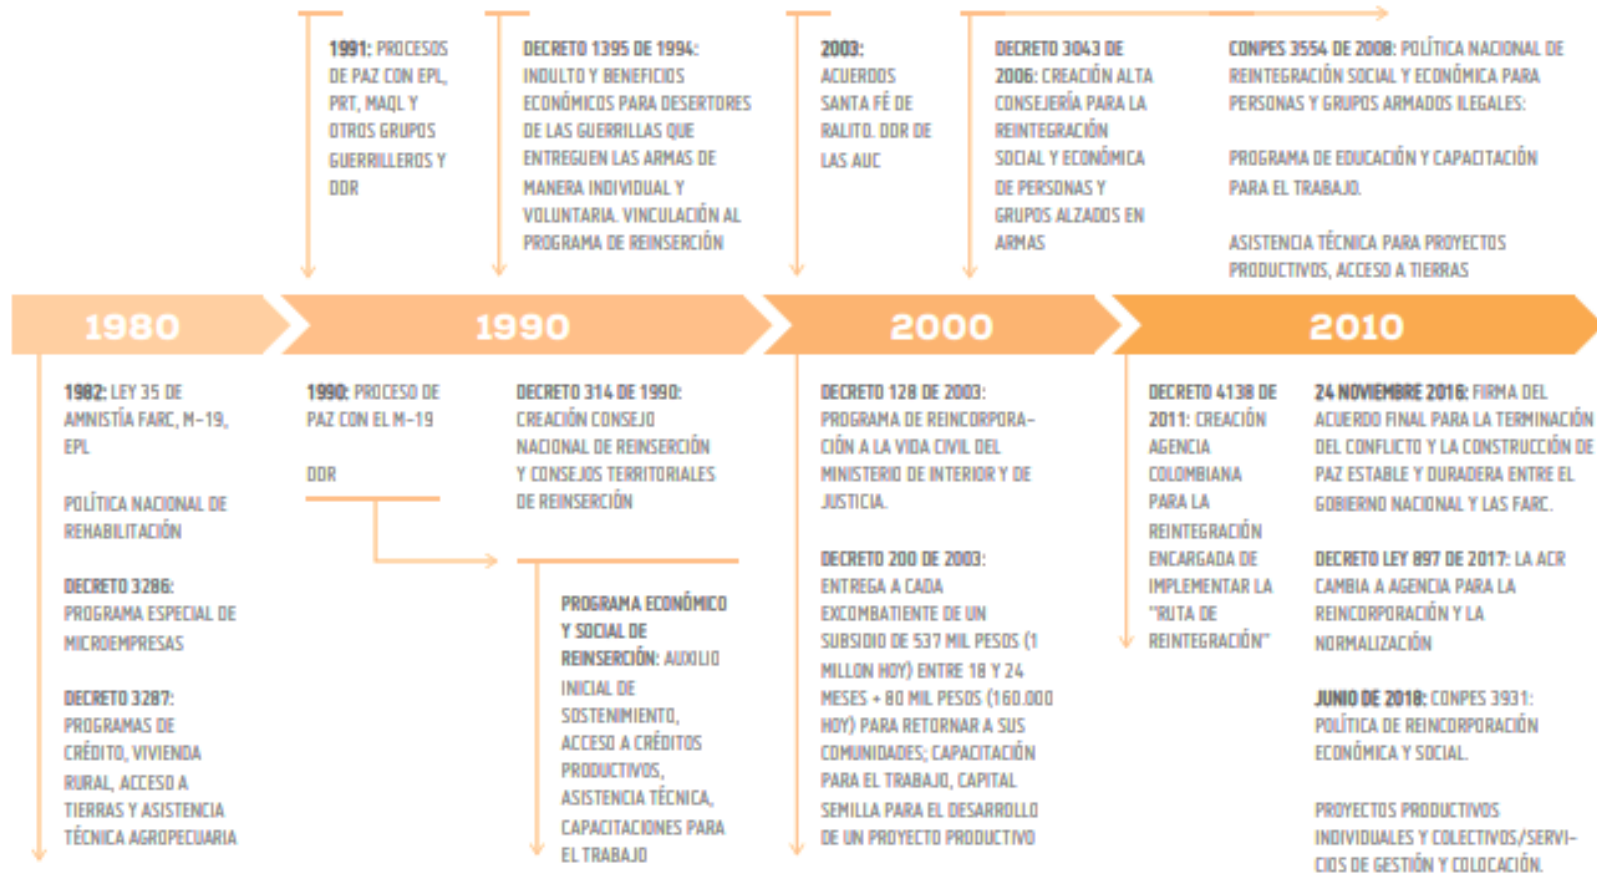 1991: PROCESOS
DE PAZ CON EPL,
PRT, MAQL Y
OTROS GRUPOS
GUERRILLEROS Y
DDR
DECRETO 1395 DE 1994:
INDULTO Y BENEFICIOS
ECONÓMICOS PARA DESERTORES
DE LAS GUERRILLAS QUE
ENTREGUEN LAS ARMAS DE
MANERA INDIVIDUAL Y
VOLUNTARIA. VINCULACIÓN AL
PROGRAMA DE REINSERCIÓN
2003:
ACUERDOS
SANTA FÉ DE
RALITO. DDR DE
LAS AUC
DECRETO 3043 DE
2006: CREACIÓN ALTA
CONSEJERÍA PARA LA
REINTEGRACIÓN
SOCIAL Y ECONÓMICA
DE PERSONAS Y
GRUPOS ALZADOS EN
ARMAS
CONPES 3554 DE 2008: POLÍTICA NACIONAL DE
REINTEGRACIÓN SOCIAL Y ECONÓMICA PARA
PERSONAS Y GRUPOS ARMADOS ILEGALES:
PROGRAMA DE EDUCACIÓN Y CAPACITACIÓN
PARA EL TRABAJO.
ASISTENCIA TÉCNICA PARA PROYECTOS
PRODUCTIVOS, ACCESO A TIERRAS
1980
1990
2000
2010
1982: LEY 35 DE
AMNISTÍA FARC, M-19,
EPL
POLÍTICA NACIONAL DE
REHABILITACIÓN
DECRETO 3286:
PROGRAMA ESPECIAL DE
MICROEMPRESAS
DECRETO 3287:
PROGRAMAS DE
CRÉDITO, VIVIENDA
RURAL, ACCESO A
TIERRAS Y ASISTENCIA
TÉCNICA AGROPECUARIA
1990: PROCESO DE
PAZ CON EL M-19
DDR
DECRETO 314 DE 1990:
CREACIÓN CONSEJO
NACIONAL DE REINSERCIÓN
Y CONSEJOS TERRITORIALES
DE REINSERCIÓN
PROGRAMA ECONÓMICO
Y SOCIAL DE
REINSERCIÓN: AUXILIO
INICIAL DE
SOSTENIMIENTO,
ACCESO A CRÉDITOS
PRODUCTIVOS,
ASISTENCIA TÉCNICA,
CAPACITACIONES PARA
EL TRABAJO
DECRETO 128 DE 2003:
PROGRAMA DE REINCORPORA-
CIÓN A LA VIDA CIVIL DEL
MINISTERIO DE INTERIOR Y DE
JUSTICIA.
DECRETO 200 DE 2003:
ENTREGA A CADA
EXCOMBATIENTE DE UN
SUBSIDIO DE 537 MIL PESOS (1
MILLON HOY) ENTRE 18 Y 24
MESES + 80 MIL PESOS (160.000
HOY) PARA RETORNAR A SUS
COMUNIDADES; CAPACITACIÓN
PARA EL TRABAJO, CAPITAL
SEMILLA PARA EL DESARROLLO
DE UN PROYECTO PRODUCTIVO
DECRETO 4138 DE
2011: CREACIÓN
AGENCIA
COLOMBIANA
PARA LA
REINTEGRACIÓN
ENCARGADA DE
IMPLEMENTAR LA
"RUTA DE
REINTEGRACIÓN"
24 NOVIEMBRE 2016: FIRMA DEL
ACUERDO FINAL PARA LA TERMINACIÓN
DEL CONFLICTO Y LA CONSTRUCCIÓN DE
PAZ ESTABLE Y DURADERA ENTRE EL
GOBIERNO NACIONAL Y LAS FARC.
DECRETO LEY 897 DE 2017: LA ACR
CAMBIA A AGENCIA PARA LA
REINCORPORACIÓN Y LA
NORMALIZACIÓN
JUNIO DE 2018: CONPES 3931:
POLÍTICA DE REINCORPORACIÓN
ECONÓMICA Y SOCIAL.
PROYECTOS PRODUCTIVOS
INDIVIDUALES Y COLECTIVOS/SERVI-
CIOS DE GESTIÓN Y COLOCACIÓN.